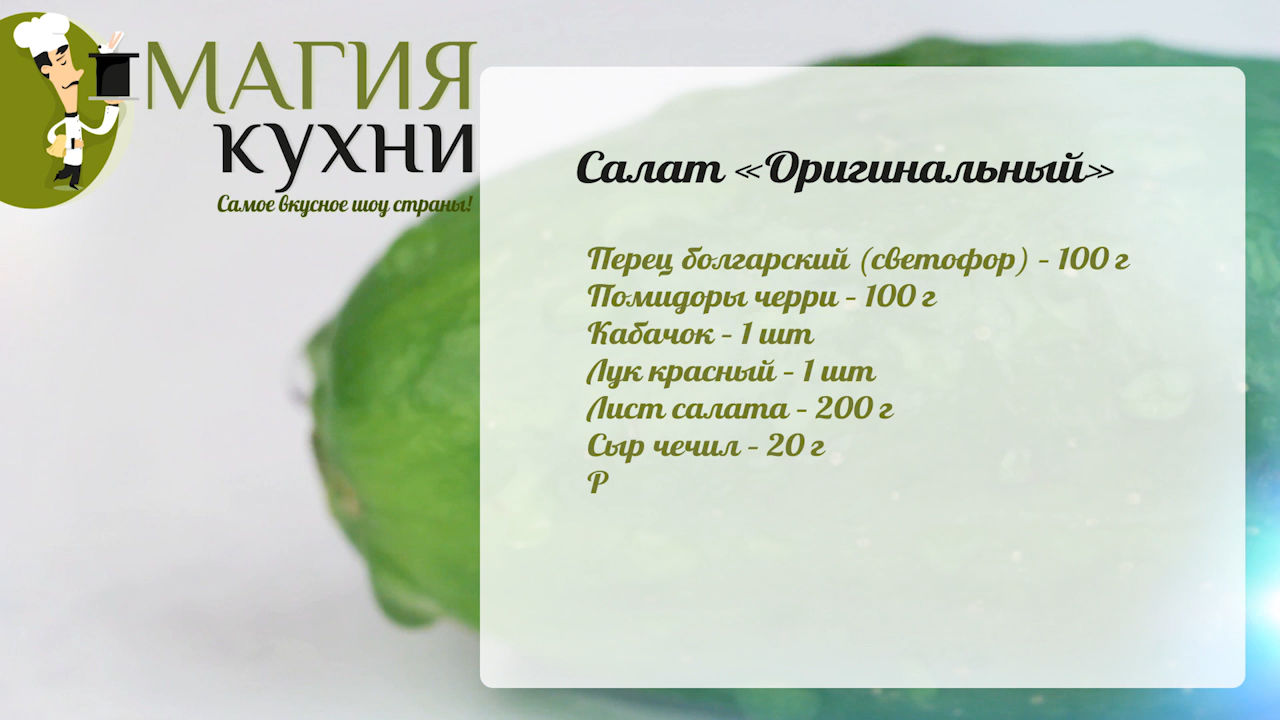 МАГИЯ
КУХНИ
Самое вкусное шоу страны!
Салат «Оригинальный»
Перец болгарский (светофор) – 100 г
Помидоры черри – 100 г
Кабачок – 1 шт
Лук красный – 1 шт
Лист салата – 200 г
Сыр чечил – 20 г
Р